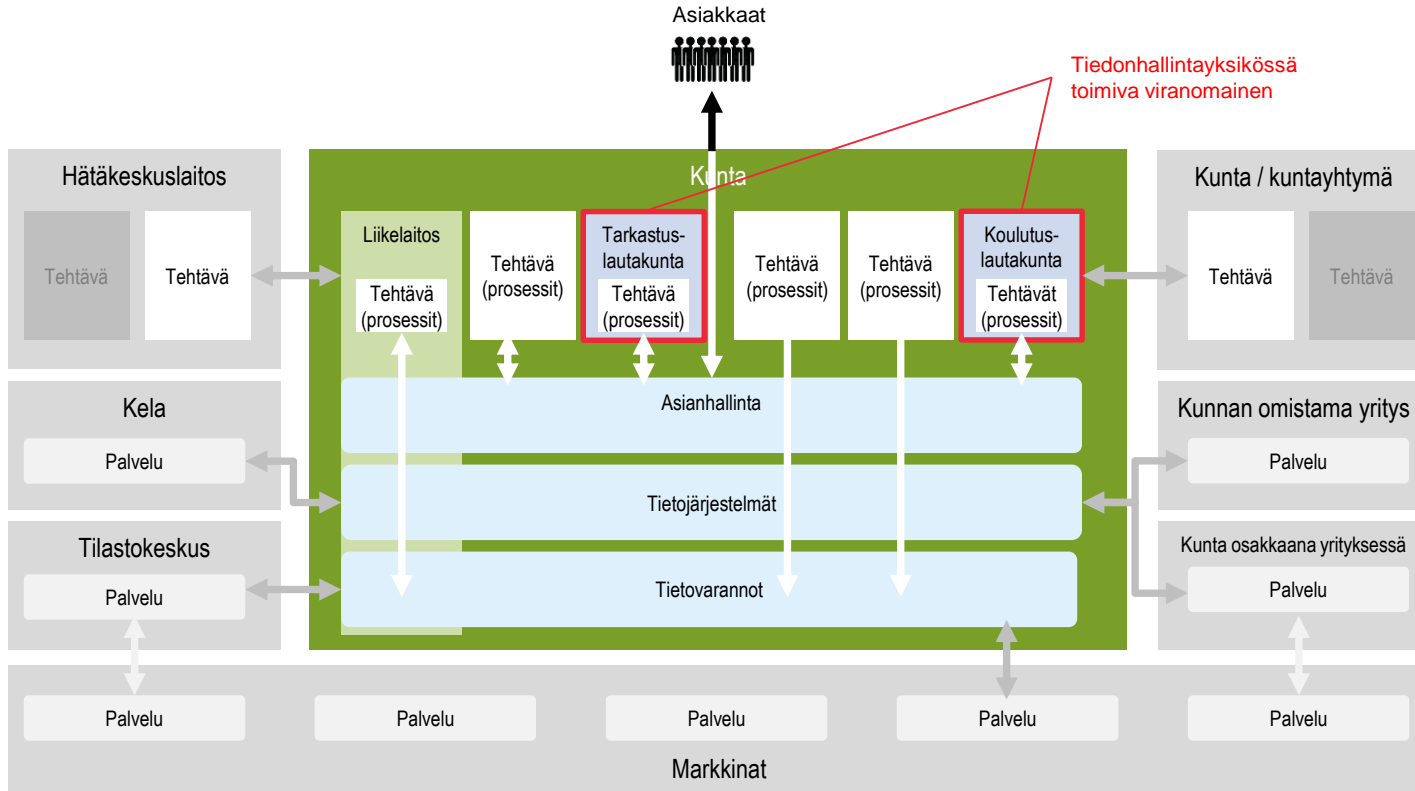 Asiakkaat
Tiedonhallintayksikössä
toimiva viranomainen
Hätäkeskuslaitos
Tehtävä
Tehtävä
Kunta
Liikelaitos
Tehtävä
(prosessit)
Tehtävä
(prosessit)
Tarkastus-
lautakunta
Tehtävä
(prosessit)
Tehtävä
(prosessit)
Tehtävä
(prosessit)
Koulutus-
lautakunta
Tehtävät
(prosessit)
Kunta / kuntayhtymä
Tehtävä
Tehtävä
Kela
Palvelu
Asianhallinta
Kunnan omistama yritys
Palvelu
Tietojärjestelmät
Tilastokeskus
Palvelu
Tietovarannot
Kunta osakkaana yrityksessä
Palvelu
Palvelu
Palvelu
Palvelu
Palvelu
Palvelu
Markkinat